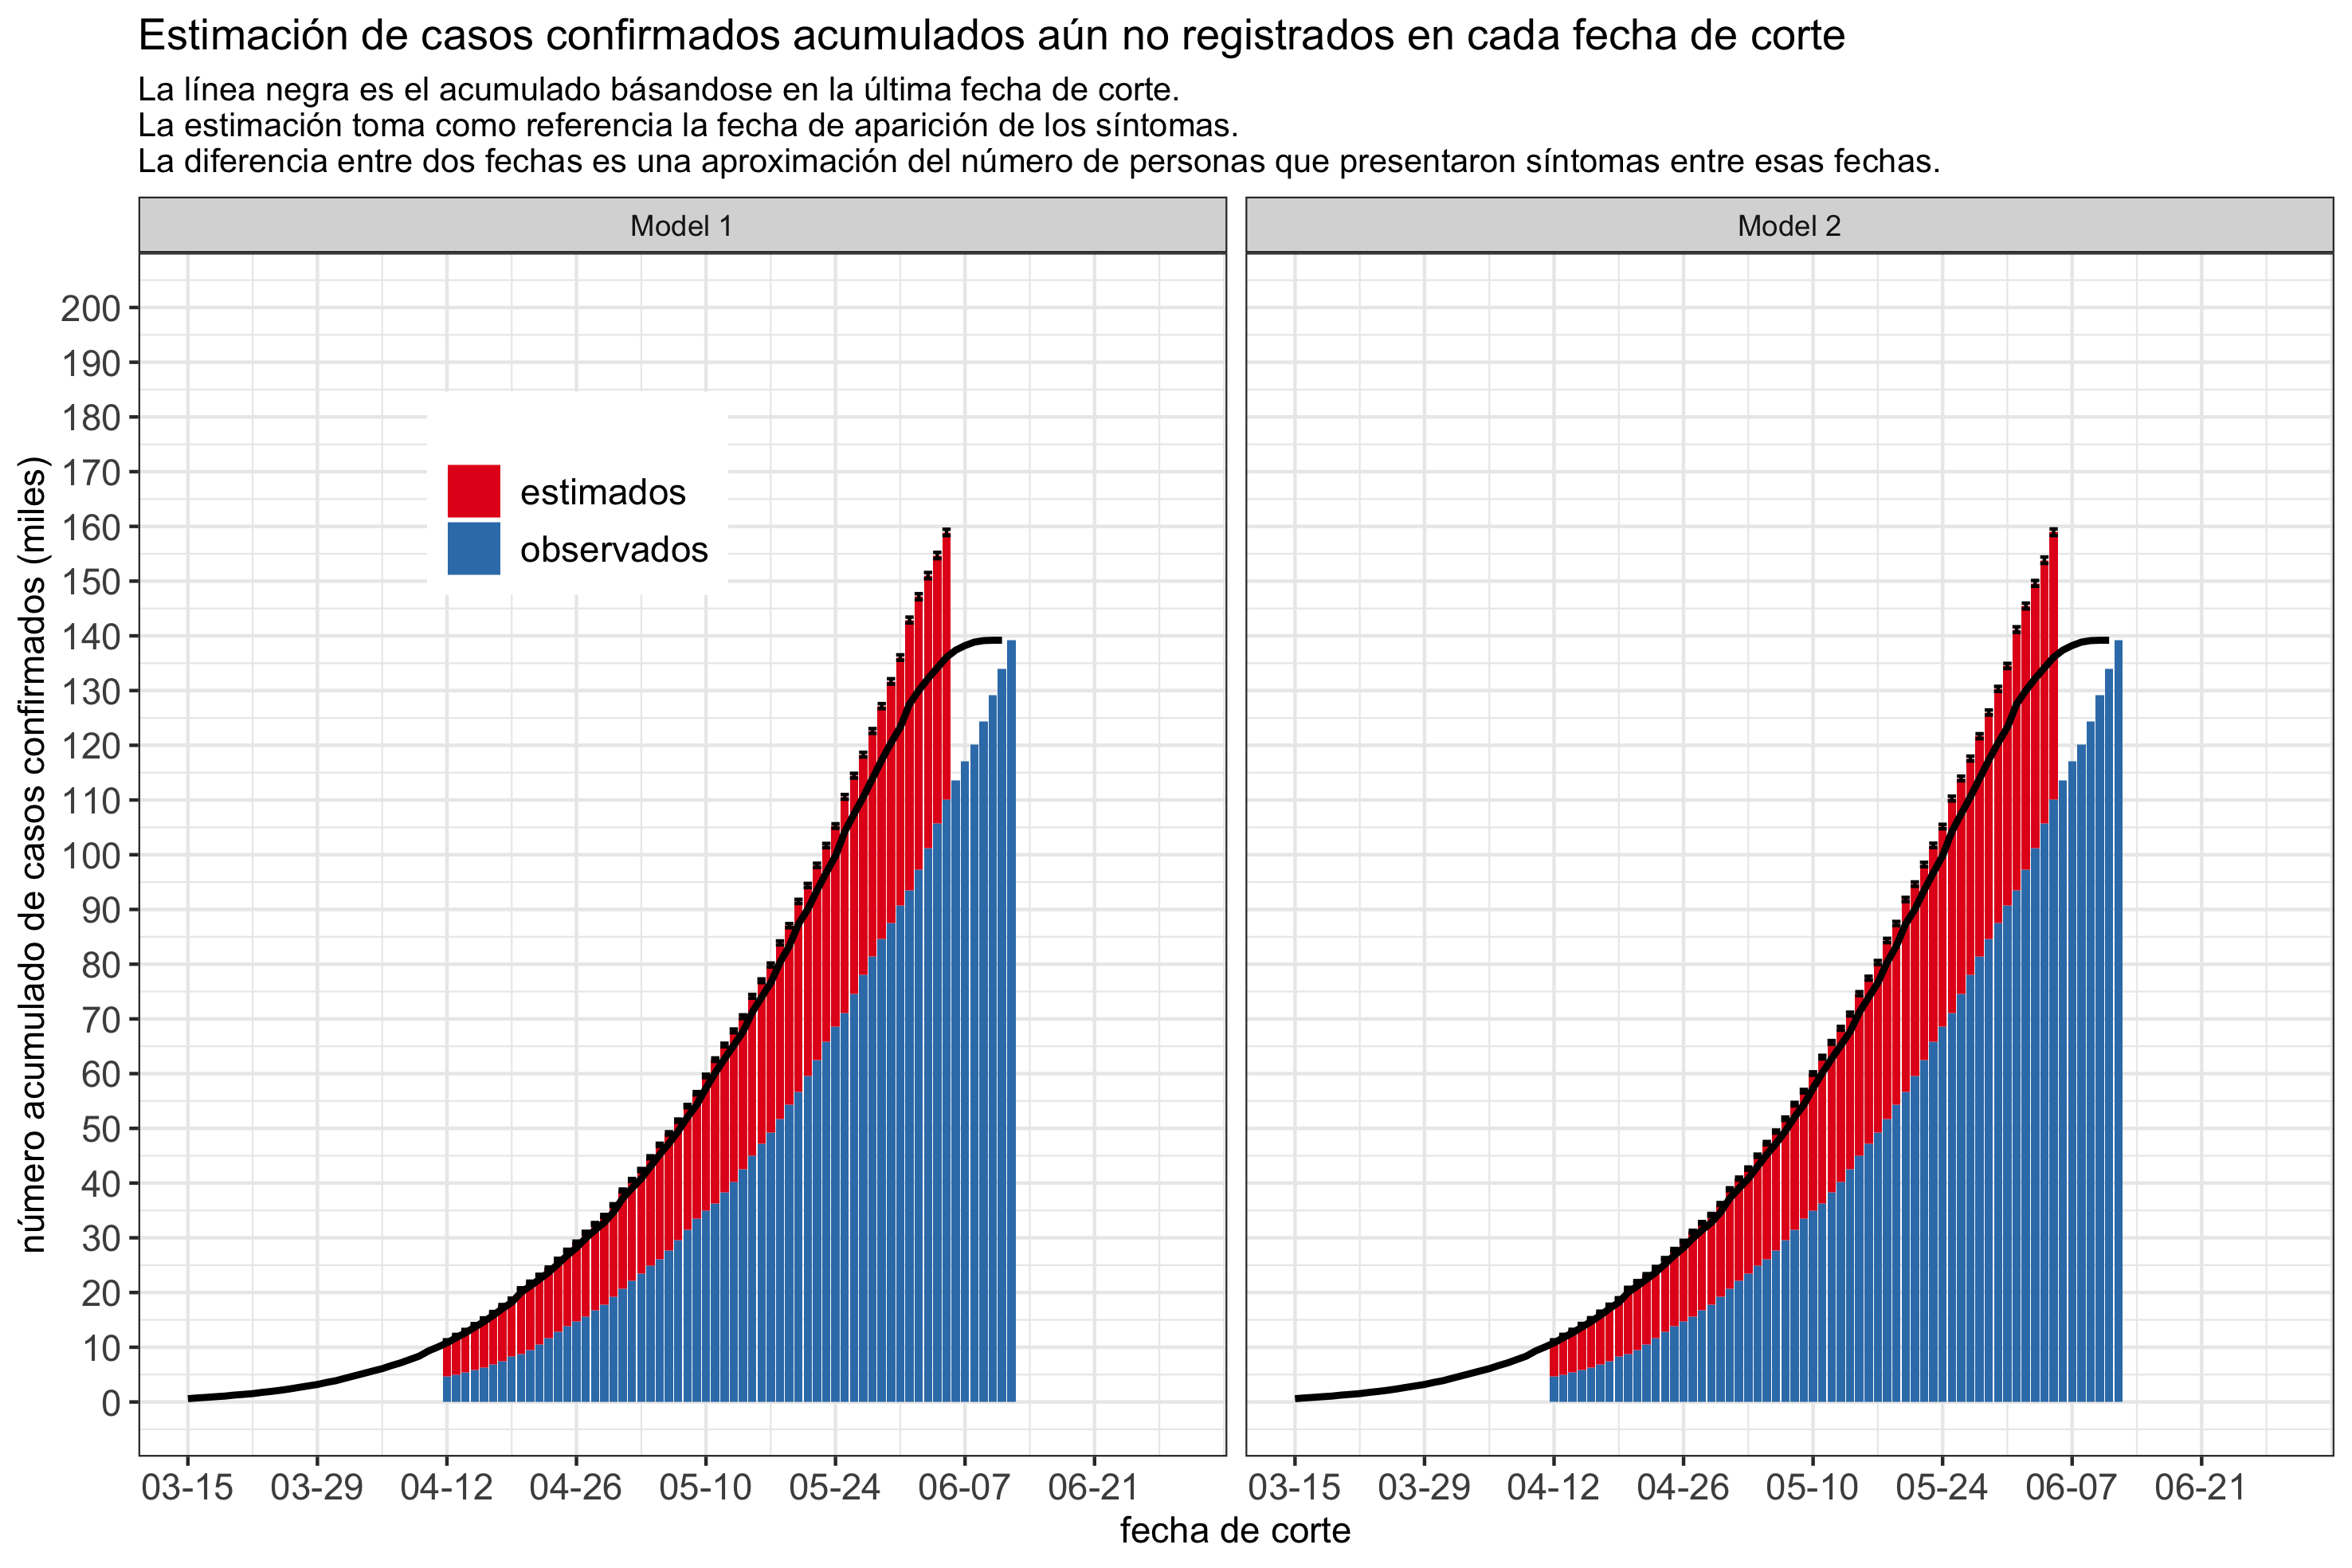 Estimación de casos confirmados acumulados aún no registrados en cada fecha de corte
La línea negra es el acumulado básandose en la última fecha de corte.
La estimación toma como referencia la fecha de aparición de los síntomas.
La diferencia entre dos fechas es una aproximación del número de personas que presentaron síntomas entre esas fechas.
Model 1
Model 2
número acumulado de casos confirmados (miles)
200
190
180
170
160
150
140
130
120
110
100
90
80
70
60
50
40
30
20
10
0
estimados
observados
03-15 03-29 04-12 04-26 05-10 05-24 06-07 06-21
03-15 03-29 04-12 04-26 05-10 05-24 06-07 06-21
fecha de corte